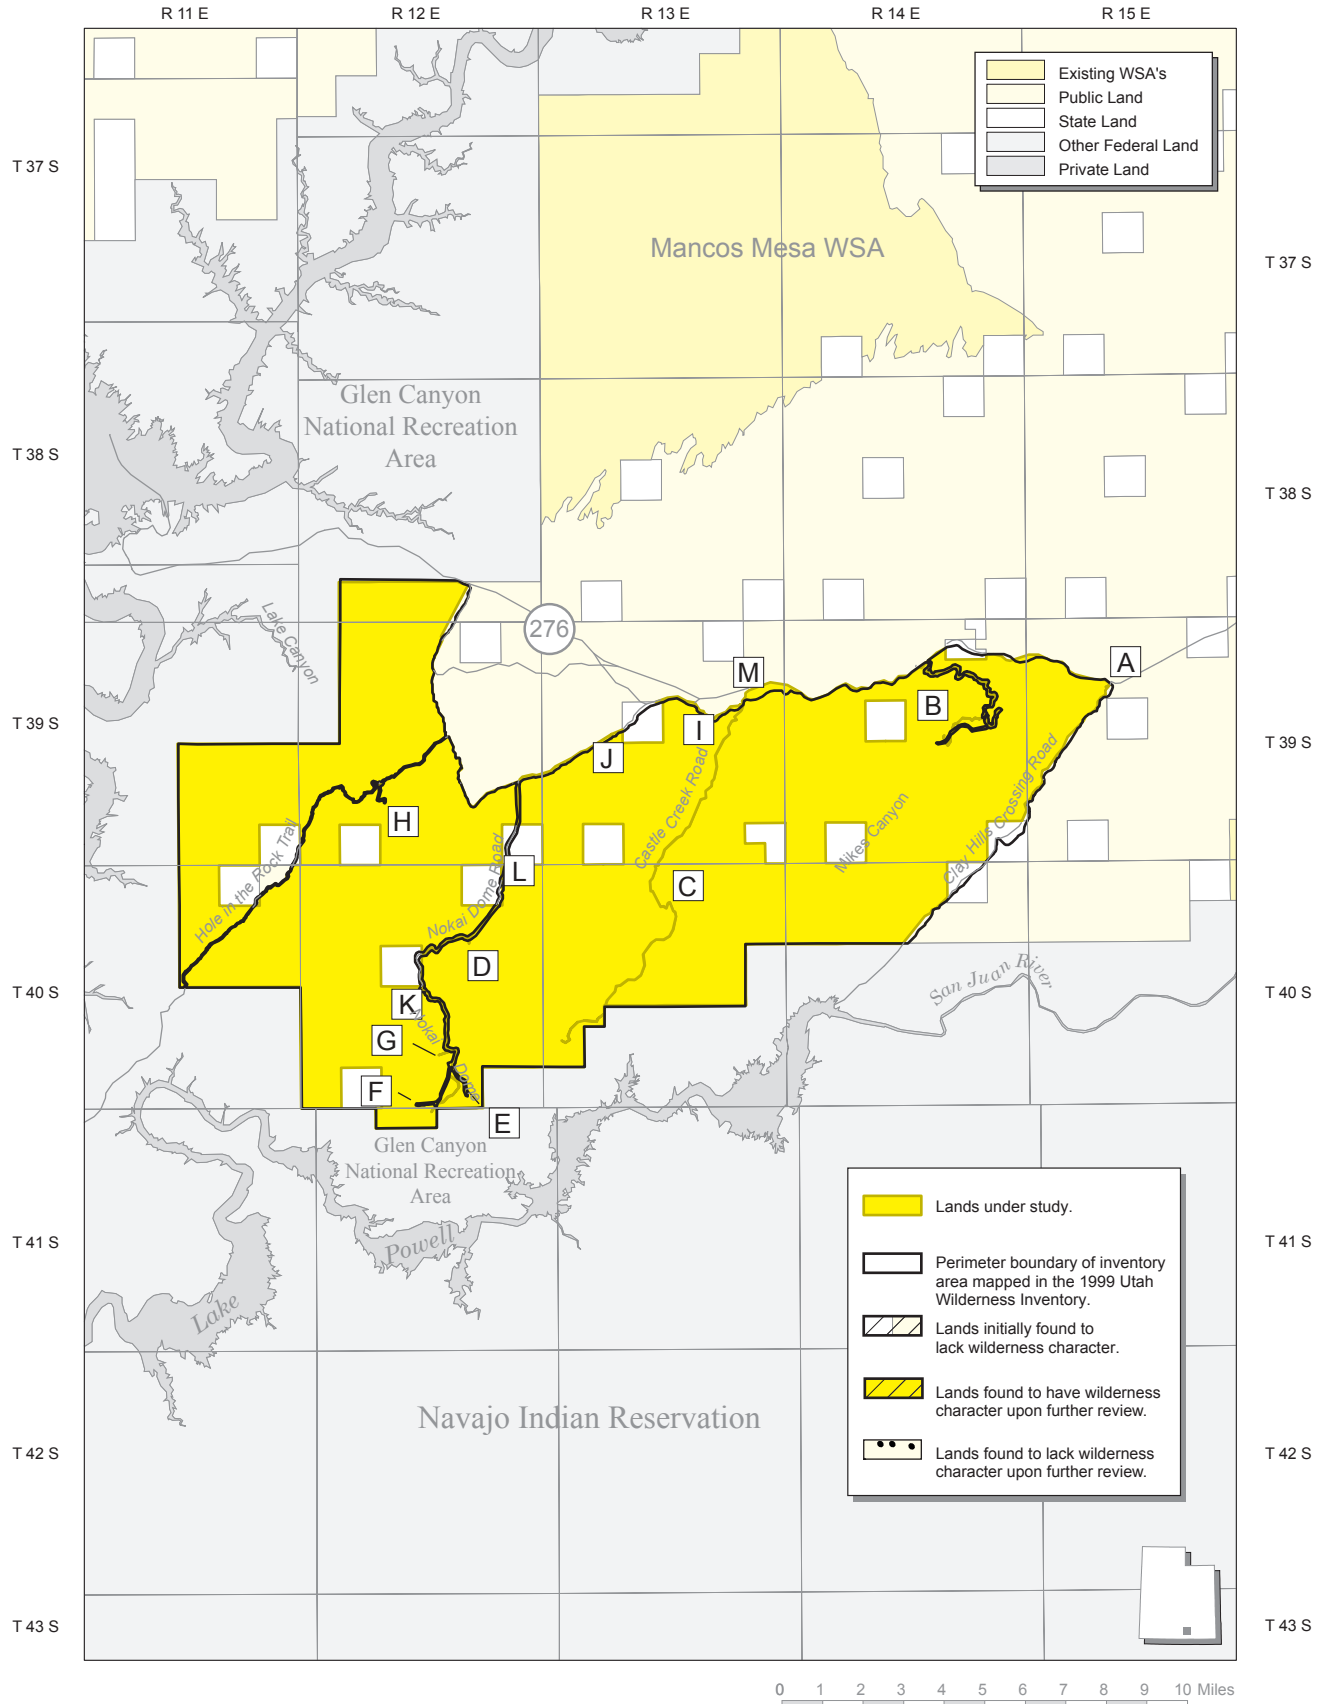 R 11 E
R 12 E
R 13 E
R 14 E
R 15 E
Existing WSA's
Public Land
State Land
Other Federal Land
Private Land
T 37 S
T 37 S
Mancos Mesa WSA
Glen Canyon
National Recreation
Area
T 38 S
T 38 S
Lake Canyon
276
A
M
B
I
J
T 39 S
T 39 S
Castle Creek Road
Mikes Canyon
Clay Hills Crossing Road
H
Hole in the Rock Trail
L
C
Nokai Dome Road
D
San Juan River
T 40 S
T 40 S
K
Nokai Dome
G
F
E
Glen Canyon
National Recreation
Area
Lands under study.
T 41 S
T 41 S
Lake Powell
Perimeter boundary of inventory
area mapped in the 1999 Utah
Wilderness Inventory.
Lands initially found to
lack wilderness character.
Lands found to have wilderness
character upon further review.
Navajo Indian Reservation
T 42 S
T 42 S
Lands found to lack wilderness
character upon further review.
T 43 S
T 43 S
0 1 2 3 4 5 6 7 8 9 10 Miles